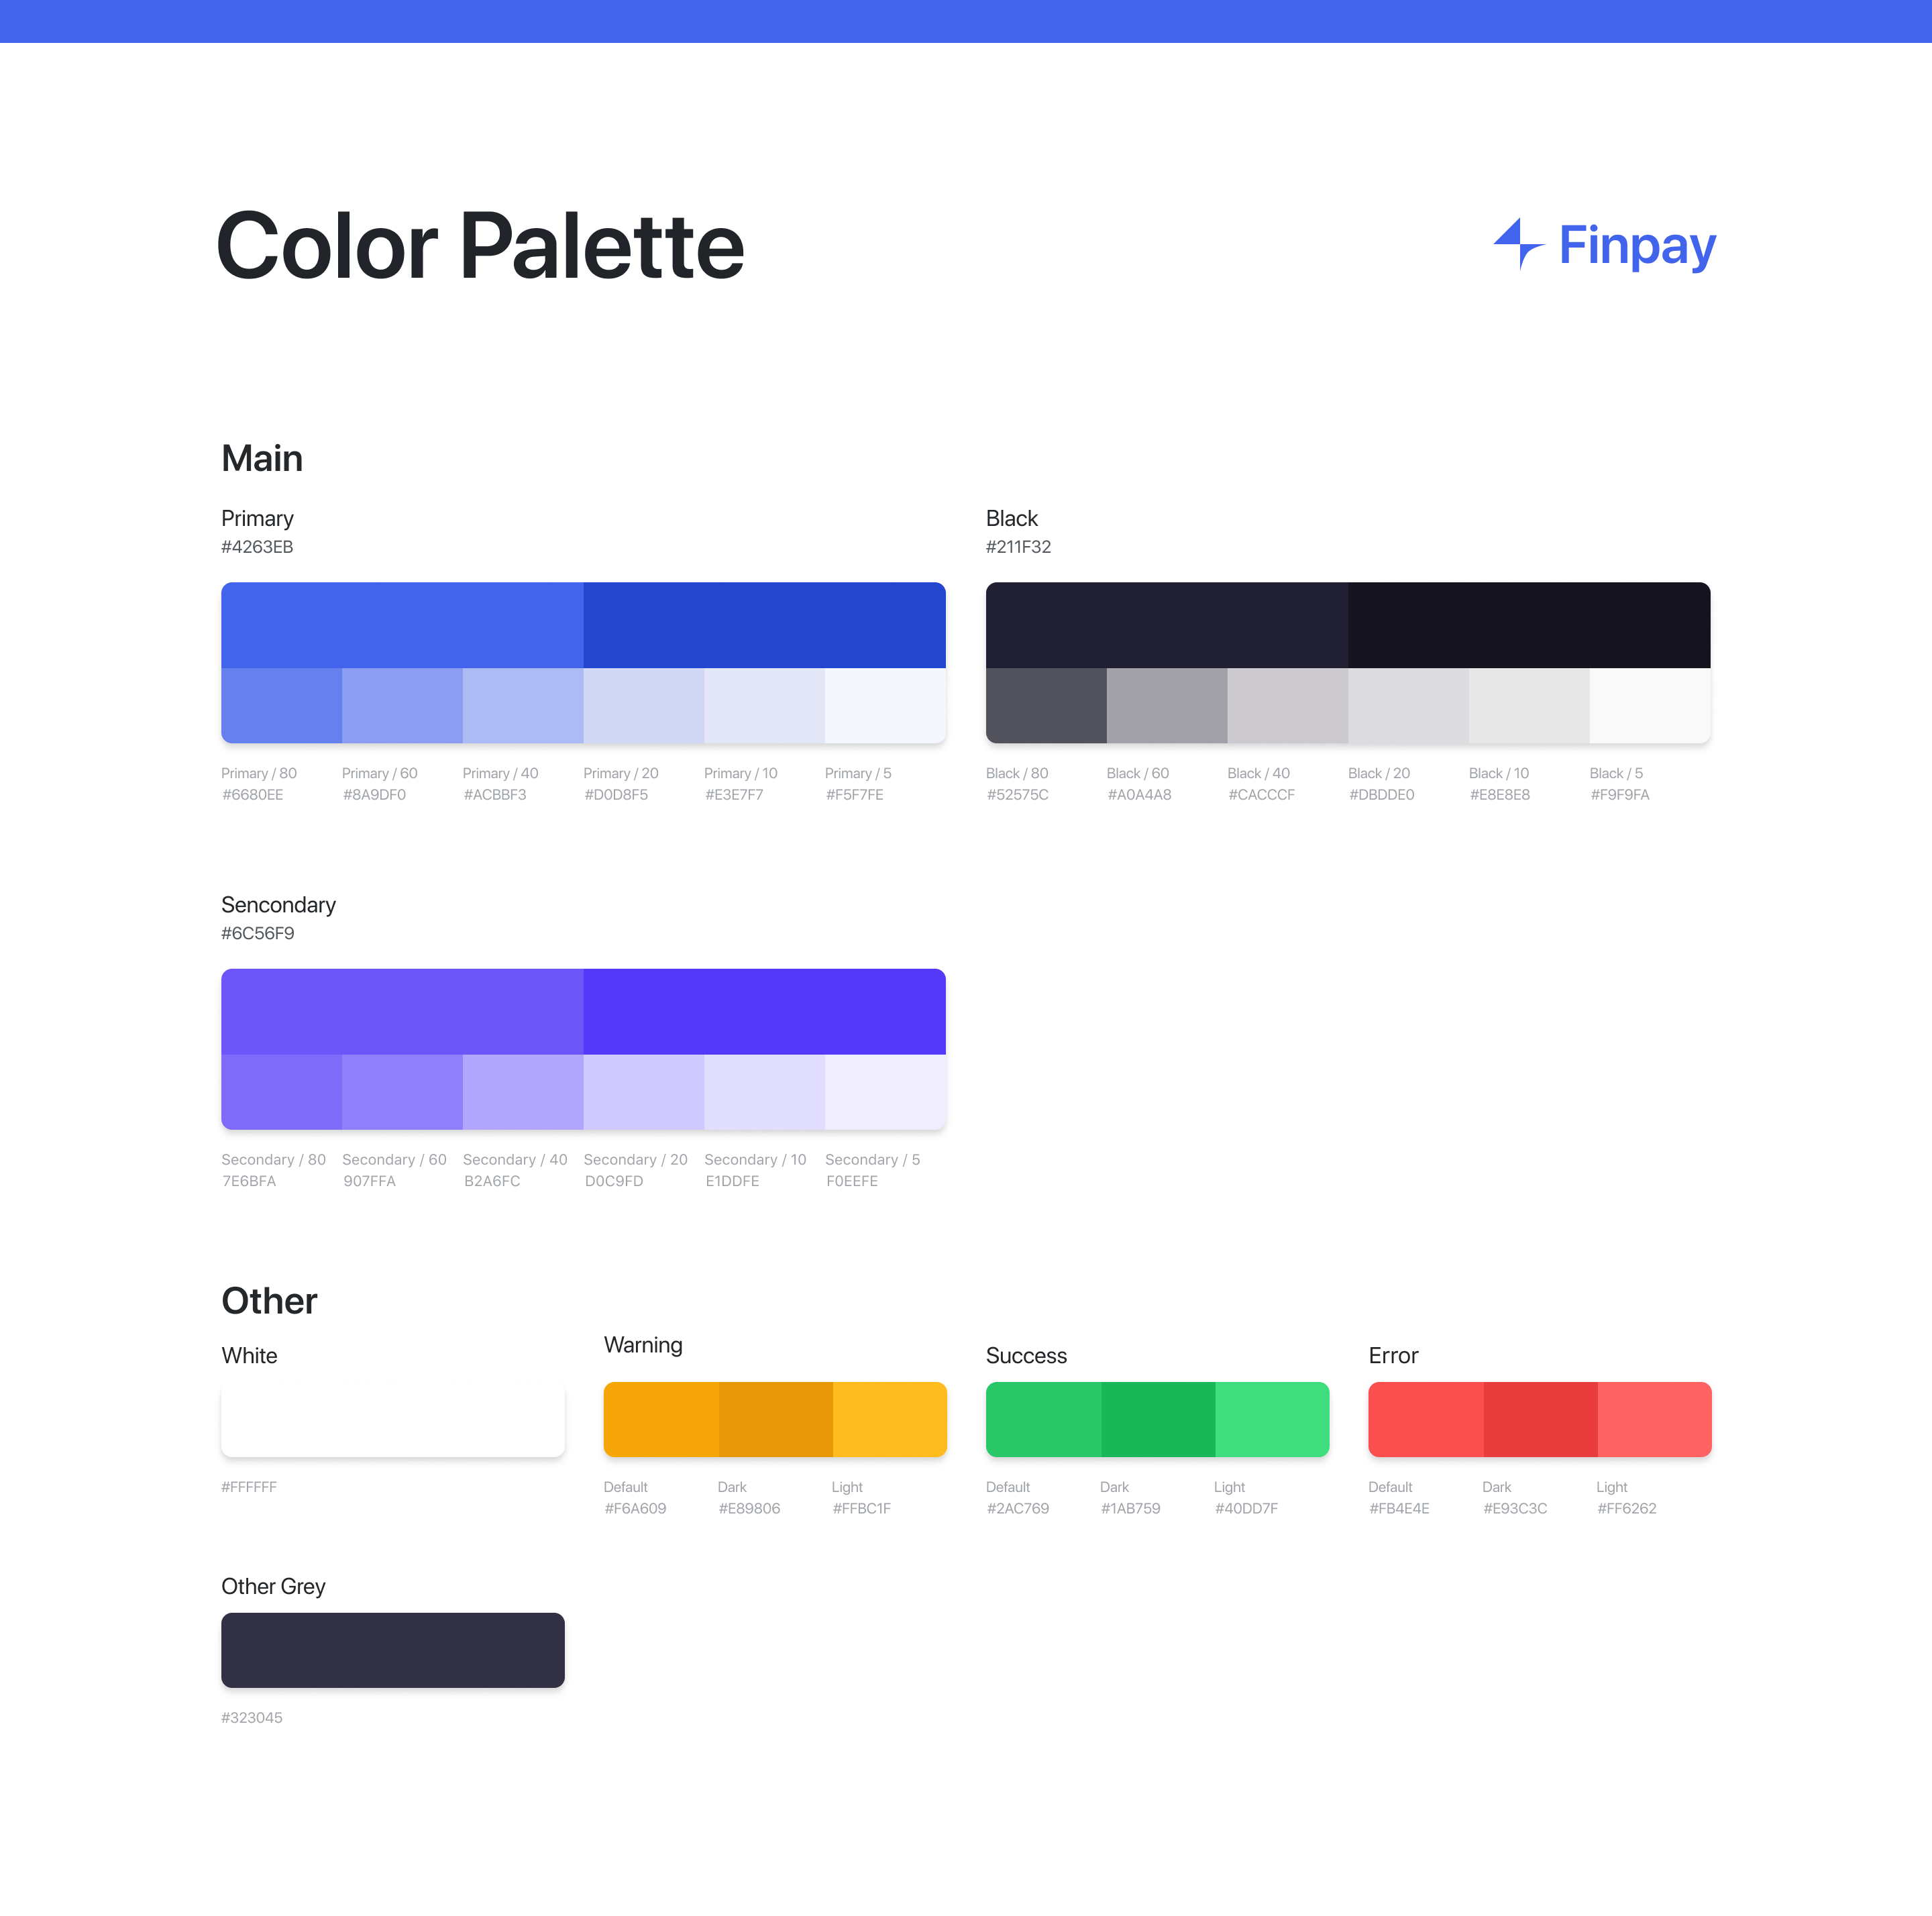 Color Palette
Finpay
Main
Primary
#4263EB
Primary / 80
#6680EE
Primary / 60
#8A9DF0
Primary / 40
#ACBBF3
Primary / 20
#D0D8F5
Primary / 10
#E3E7F7
Primary / 5
#F5F7FE
Black
#211F32
Black / 80
#52575C
Black / 60
#A0A4A8
Black / 40
#CACCCF
Black / 20
#DBDDE0
Black / 10
#E8E8E8
Black / 5
#F9F9FA
Sencondary
#6C56F9
Secondary / 80
7E6BFA
Secondary / 60
907FFA
Secondary / 40
B2A6FC
Secondary / 20
D0C9FD
Secondary / 10
E1DDFE
Secondary / 5
F0EEFE
Other
White
#FFFFFF
Warning
Default
#F6A609
Dark
#E89806
Light
#FFBC1F
Success
Default
#2AC769
Dark
#1AB759
Light
#40DD7F
Error
Default
#FB4E4E
Dark
#E93C3C
Light
#FF6262
Other Grey
#323045